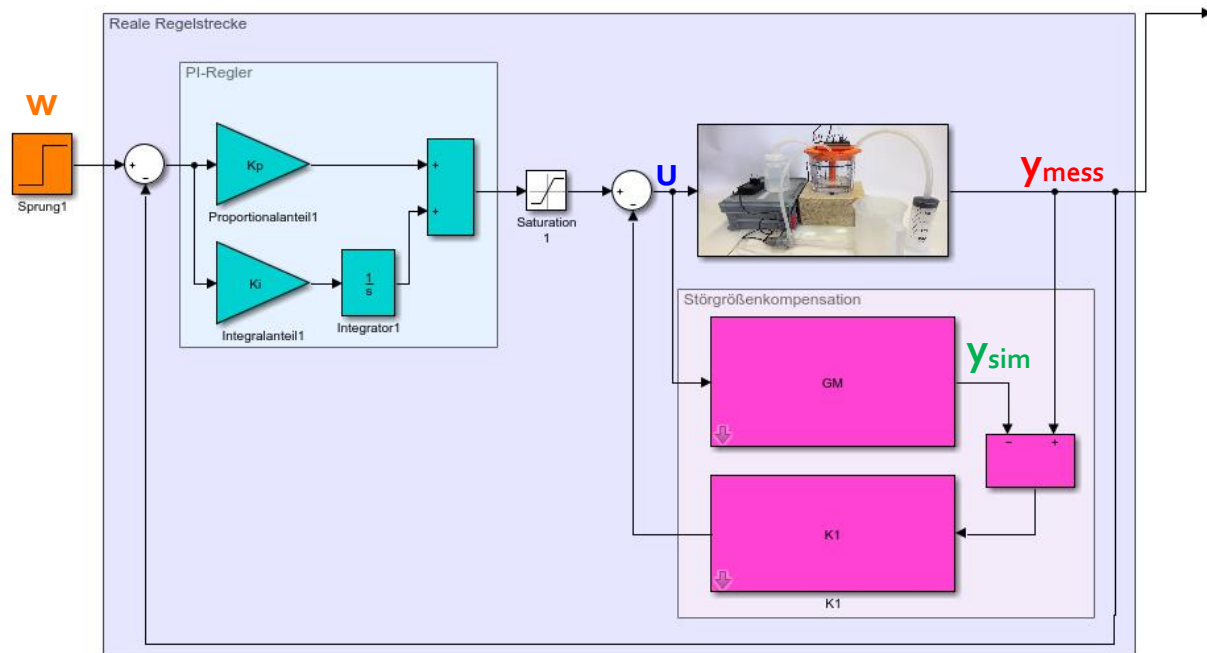 Reale Regelstrecke
PI-Regler
w
Sprung1
+
-
Kp
Proportionalanteil1
Ki
Integralanteil1
1
s
Integrator1
+
+
Saturation
1
+
-
U
ymess
Störgrößenkompensation
GM
ysim
- +
K1
K1